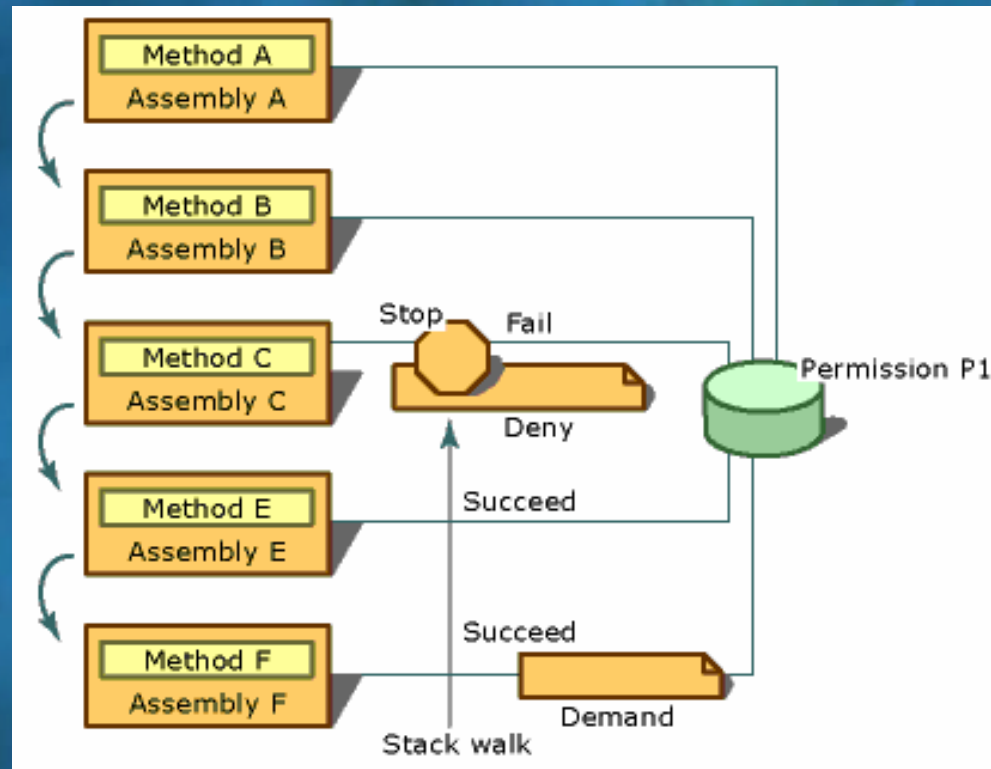 Method A
Assembly A
Method B
Assembly B
Stop
Fail
Method C
Assembly C
Permission P1
Deny
Method E
Assembly E
Succeed
Succeed
Method F
Assembly F
Demand
Stack walk